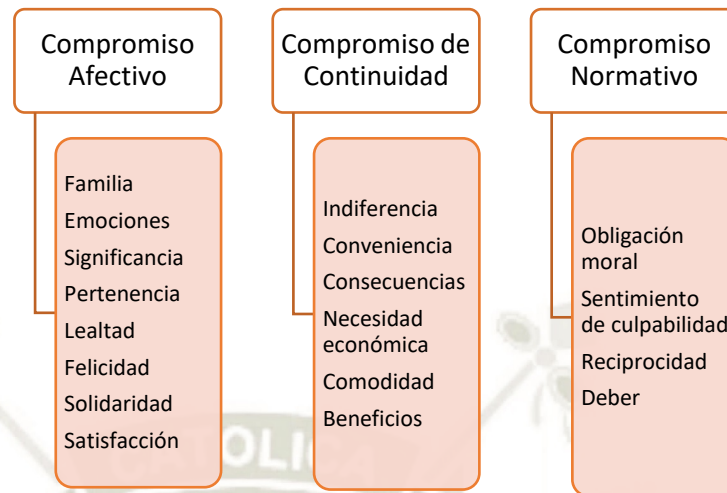 Compromiso
Afectivo
Familia
Emociones
Significancia
Pertenencia
Lealtad
Felicidad
Solidaridad
Satisfacción
Compromiso de
Continuidad
Indiferencia
Conveniencia
Consecuencias
Necesidad
económica
Comodidad
Beneficios
Compromiso
Normativo
Obligación
moral
Sentimiento
de culpabilidad
Reciprocidad
Deber
CATOLICA